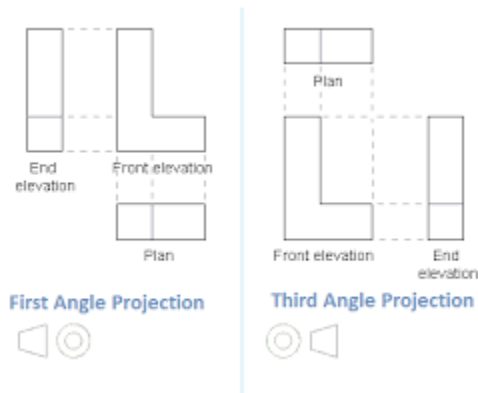 End
elevation
Front elevation
Plan
First Angle Projection
Plan
Front elevation
End
elevation
Third Angle Projection